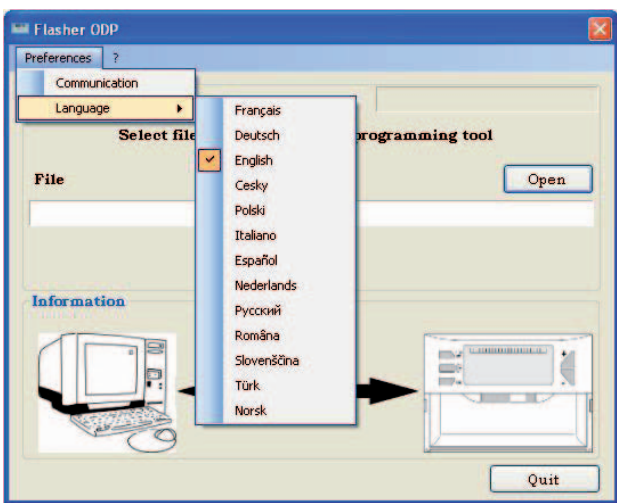 Flasher ODP
Preferences ?
Communication
Language
Français
Deutsch
English
Cesky
Polski
Italiano
Español
Nederlands
Русский
Româna
Slovenščina
Türk
Norsk
Select file
programming tool
File
Open
Information
Quit